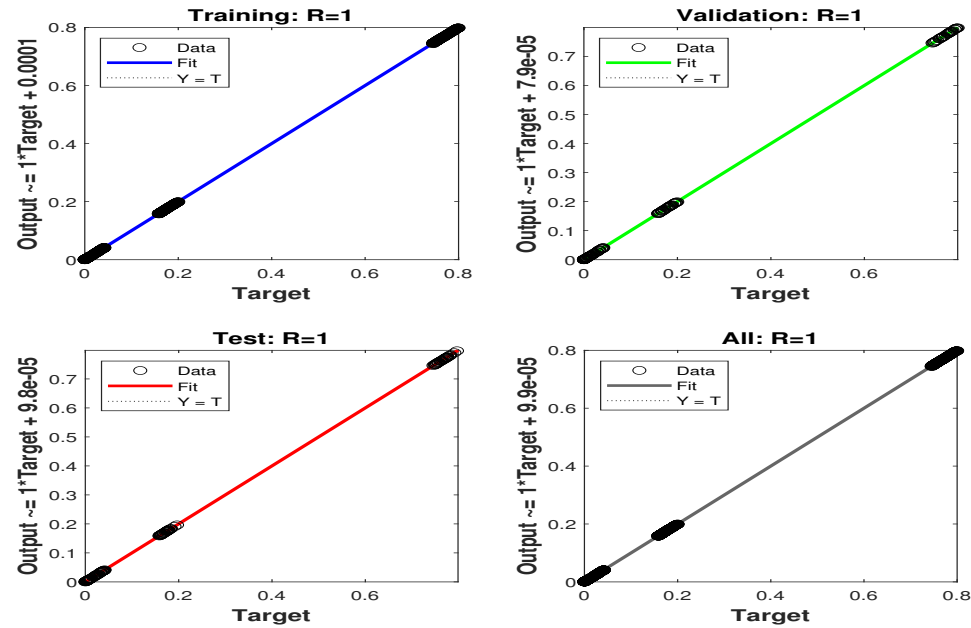 Training: R=1
Output ~= 1*Target + 0.0001
Data
Fit
Y = T
0.8
0.6
0.4
0.2
0
0 0.2 0.4 0.6 0.8
Target
Validation: R=1
Output ~= 1*Target + 7.9e-05
Data
Fit
Y = T
0.7
0.6
0.5
0.4
0.3
0.2
0.1
0
0 0.2 0.4 0.6
Target
Test: R=1
Output ~= 1*Target + 9.8e-05
Data
Fit
Y = T
0.7
0.6
0.5
0.4
0.3
0.2
0.1
0
0 0.2 0.4 0.6
Target
All: R=1
Output ~= 1*Target + 9.9e-05
Data
Fit
Y = T
0.8
0.6
0.4
0.2
0
0 0.2 0.4 0.6 0.8
Target